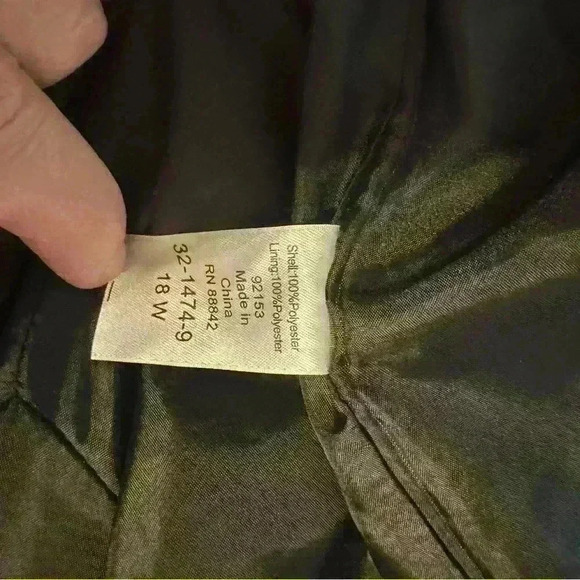 Shell:100%Polyester
Lining:100%Polyester
92153
Made in
China
RN 88842
32-1474-9
18 W